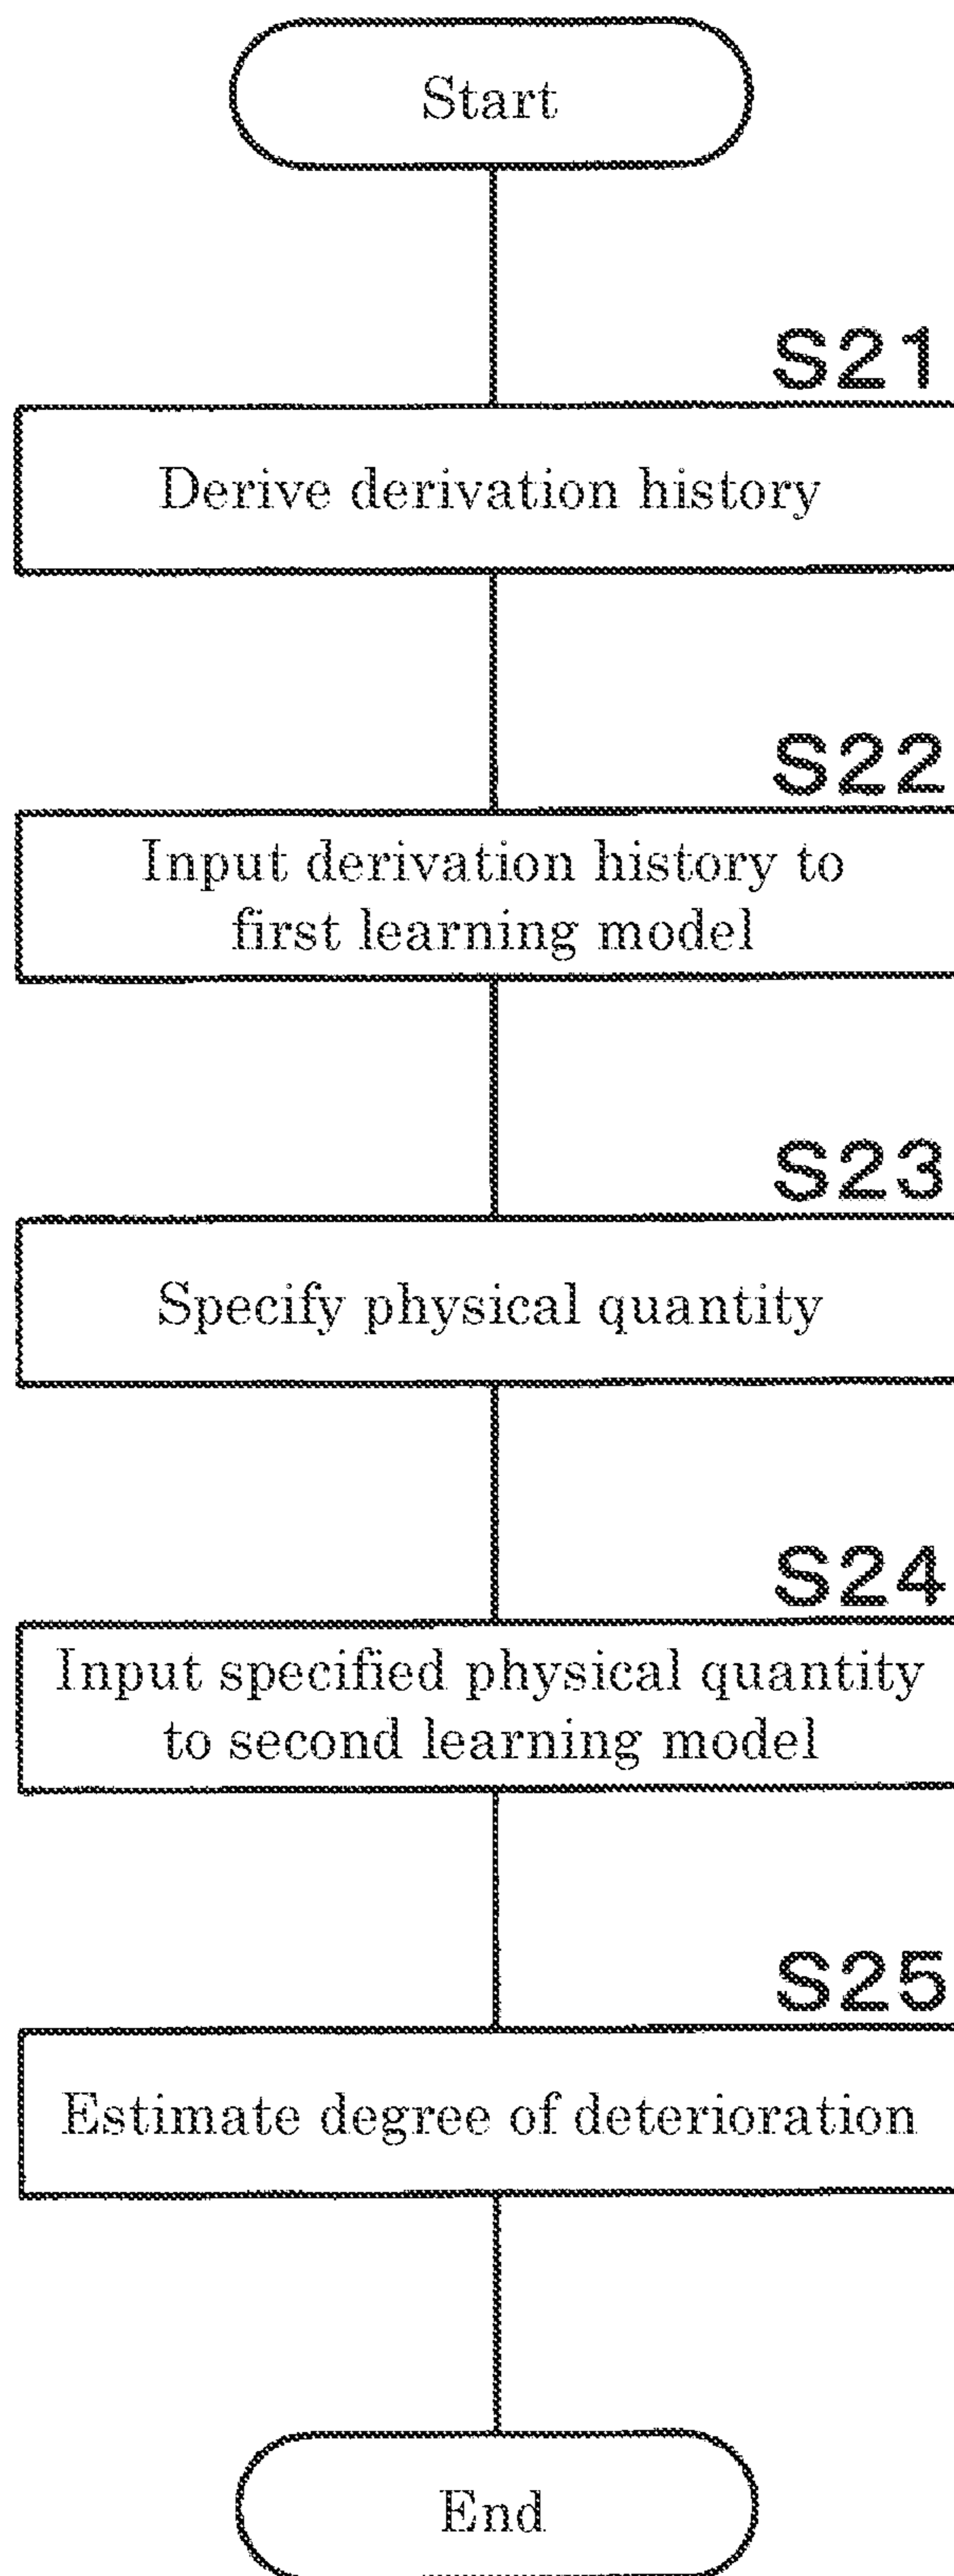 Start
S21
Derive derivation history
S22
Input derivation history to
first learning model
S23
Specify physical quantity
S24
Input specified physical quantity
to second learning model
S25
Estimate degree of deterioration
End